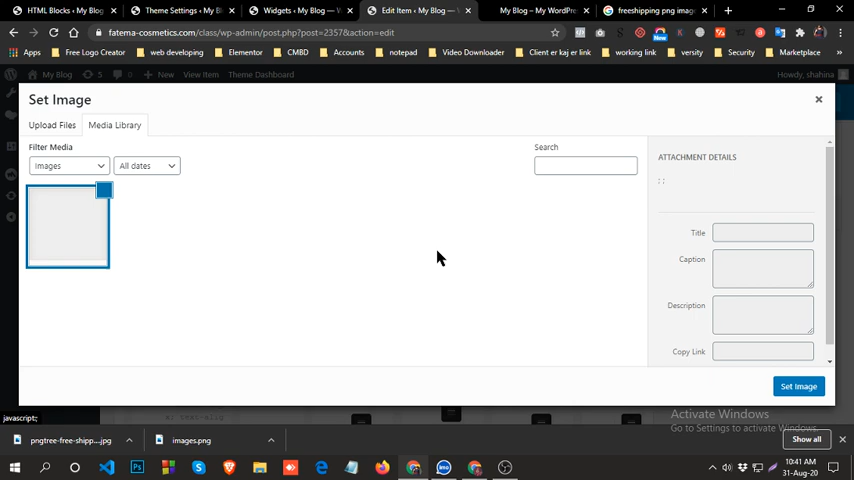 HTML Blocks ‹ My Blog
Theme Settings ‹ My Bl
Widgets ‹ My Blog — W
Edit Item ‹ My Blog —
My Blog – My WordPre
freeshipping png image
fatema-cosmetics.com/class/wp-admin/post.php?post=2357&action=edit
Apps Free Logo Creator web developing Elementor CMBD Accounts notepad Video Downloader Client er kaj er link working link versity Security Marketplace
My Blog 5 0 New View Item Theme Dashboard Howdy, shahina
Set Image
Upload Files Media Library
Filter Media
Images All dates
Search
ATTACHMENT DETAILS
: ;
Title
Caption
Description
Copy Link
Set Image
javascript:;
Activate Windows
Go to Settings to activate Windows.
pngtree-free-shipp....jpg
images.png
Show all
10:41 AM
31-Aug-20